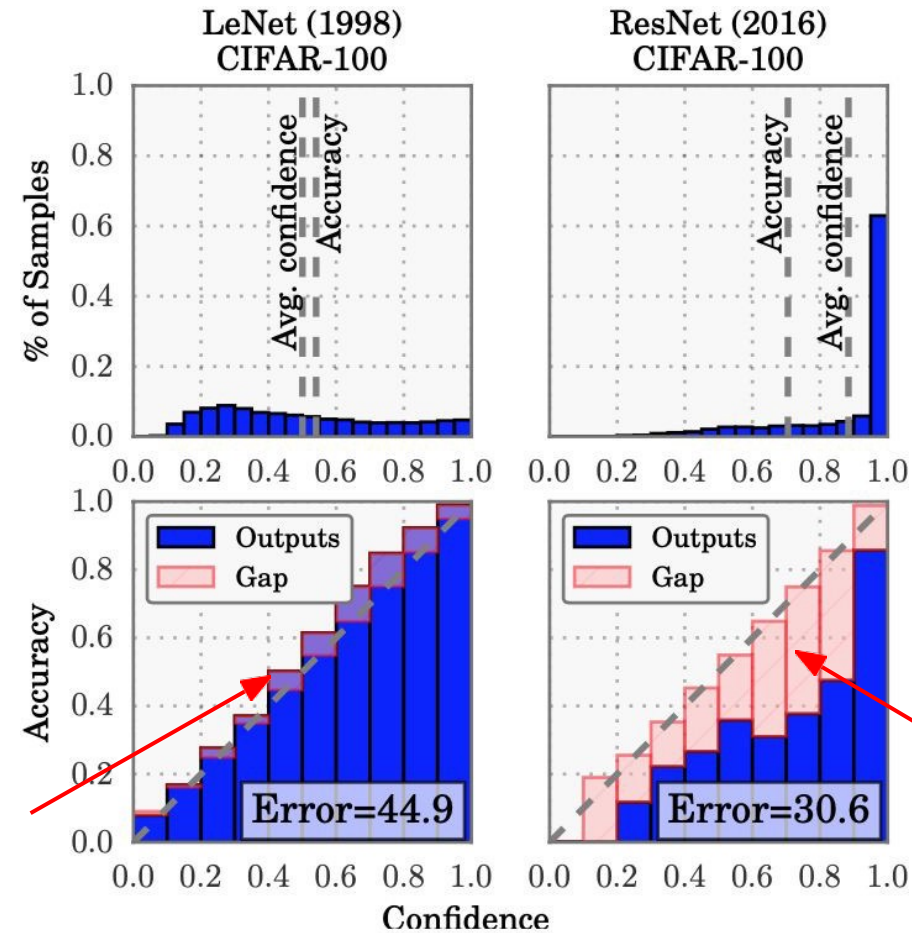 LeNet (1998)
CIFAR-100
ResNet (2016)
CIFAR-100
% of Samples
1.0
0.8
0.6
0.4
0.2
0.0
Avg. confidence
Accuracy
0.0 0.2 0.4 0.6 0.8 1.0
Accuracy
Avg. confidence
0.0 0.2 0.4 0.6 0.8 1.0
Accuracy
1.0
0.8
0.6
0.4
0.2
0.0
Outputs
Gap
Error=44.9
0.0 0.2 0.4 0.6 0.8 1.0
Outputs
Gap
Error=30.6
0.0 0.2 0.4 0.6 0.8 1.0
Confidence